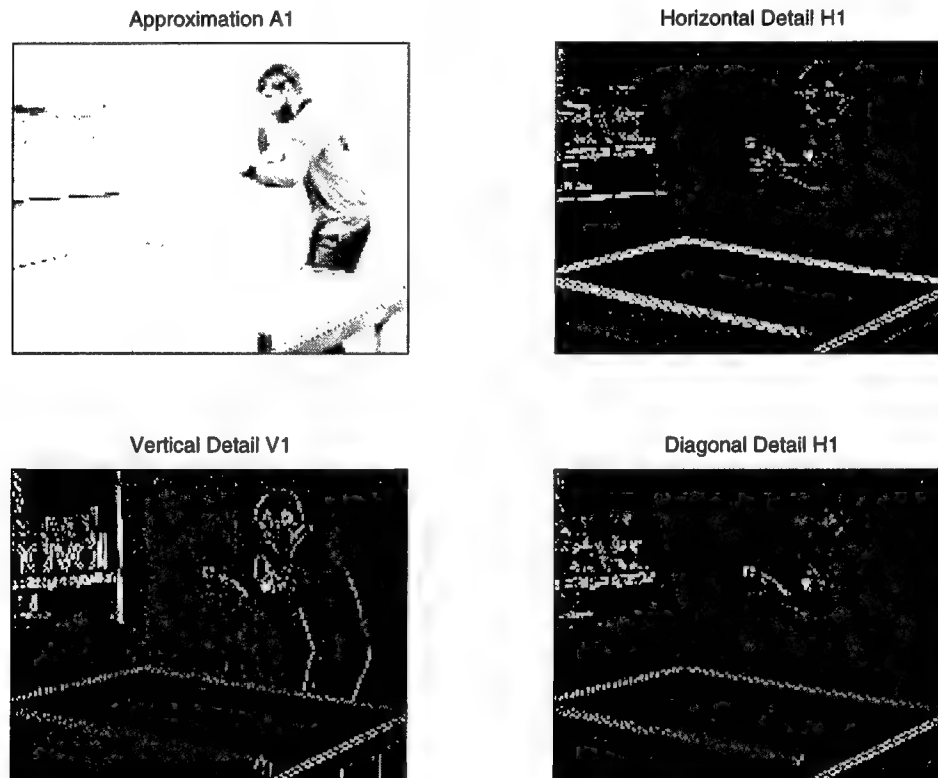 Approximation A1
Horizontal Detail H1
Vertical Detail V1
Diagonal Detail H1